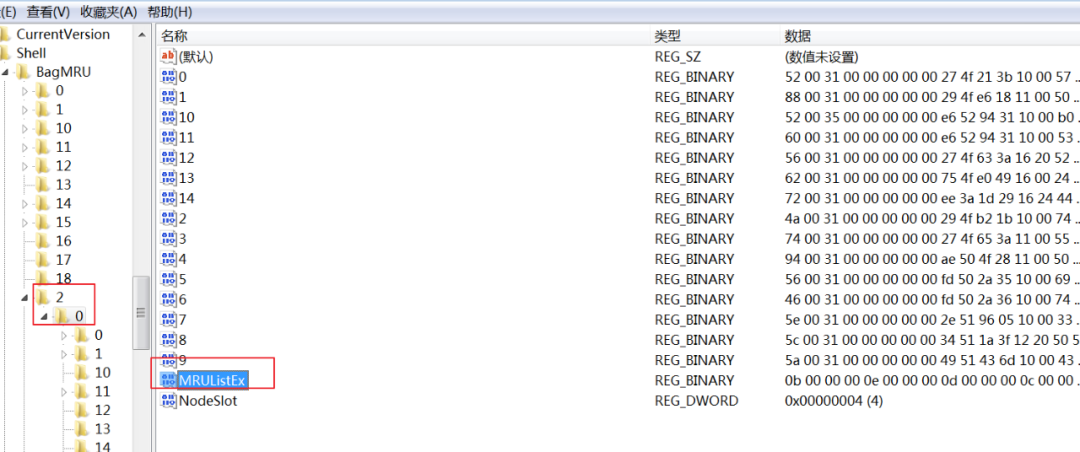 (E) 查看(V) 收藏夹(A) 帮助(H)
CurrentVersion
Shell
BagMRU
0
1
10
11
12
13
14
15
16
17
18
2
0
0
1
10
11
12
13
14
名称 类型 数据
ab (默认) REG_SZ (数值未设置)
0 REG_BINARY 52 00 31 00 00 00 00 00 27 4f 21 3b 10 00 57 ...
1 REG_BINARY 88 00 31 00 00 00 00 00 29 4f e6 18 11 00 50 ...
10 REG_BINARY 52 00 35 00 00 00 00 00 e6 52 94 31 10 00 b0 ...
11 REG_BINARY 60 00 31 00 00 00 00 00 e6 52 94 31 10 00 53 ...
12 REG_BINARY 56 00 31 00 00 00 00 00 27 4f 63 3a 16 20 52 ...
13 REG_BINARY 62 00 31 00 00 00 00 00 75 4f e0 49 16 00 24 ...
14 REG_BINARY 72 00 31 00 00 00 00 00 ee 3a 1d 29 16 24 44 ...
2 REG_BINARY 4a 00 31 00 00 00 00 00 29 4f b2 1b 10 00 74 ...
3 REG_BINARY 74 00 31 00 00 00 00 00 27 4f 65 3a 11 00 55 ...
4 REG_BINARY 94 00 31 00 00 00 00 00 ae 50 4f 28 11 00 50 ...
5 REG_BINARY 56 00 31 00 00 00 00 00 fd 50 2a 35 10 00 69 ...
6 REG_BINARY 46 00 31 00 00 00 00 00 fd 50 2a 36 10 00 74 ...
7 REG_BINARY 5e 00 31 00 00 00 00 00 2e 51 96 05 10 00 33 ...
8 REG_BINARY 5c 00 31 00 00 00 00 00 34 51 1a 3f 12 20 50 5
9 REG_BINARY 5a 00 31 00 00 00 00 00 49 51 43 6d 10 00 43 ...
MRUListEx REG_BINARY 0b 00 00 00 0e 00 00 00 0d 00 00 00 0c 00 00 ...
NodeSlot REG_DWORD 0x00000004 (4)